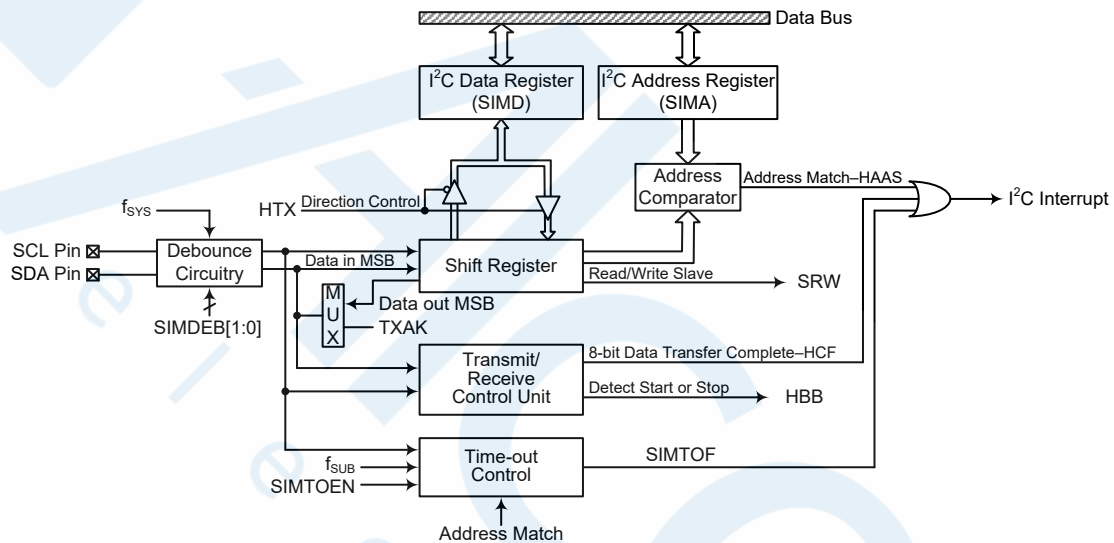 Data Bus
I²C Data Register
(SIMD)
I²C Address Register
(SIMA)
Address
Comparator
Address Match–HAAS
I²C Interrupt
HTX
Direction Control
fSYS
SCL Pin
SDA Pin
Debounce
Circuitry
SIMDEB[1:0]
Data in MSB
Shift Register
Read/Write Slave
SRW
M
U
X
Data out MSB
TXAK
Transmit/
Receive
Control Unit
8-bit Data Transfer Complete–HCF
Detect Start or Stop
HBB
Time-out
Control
fSUB
SIMTOEN
SIMTOF
Address Match